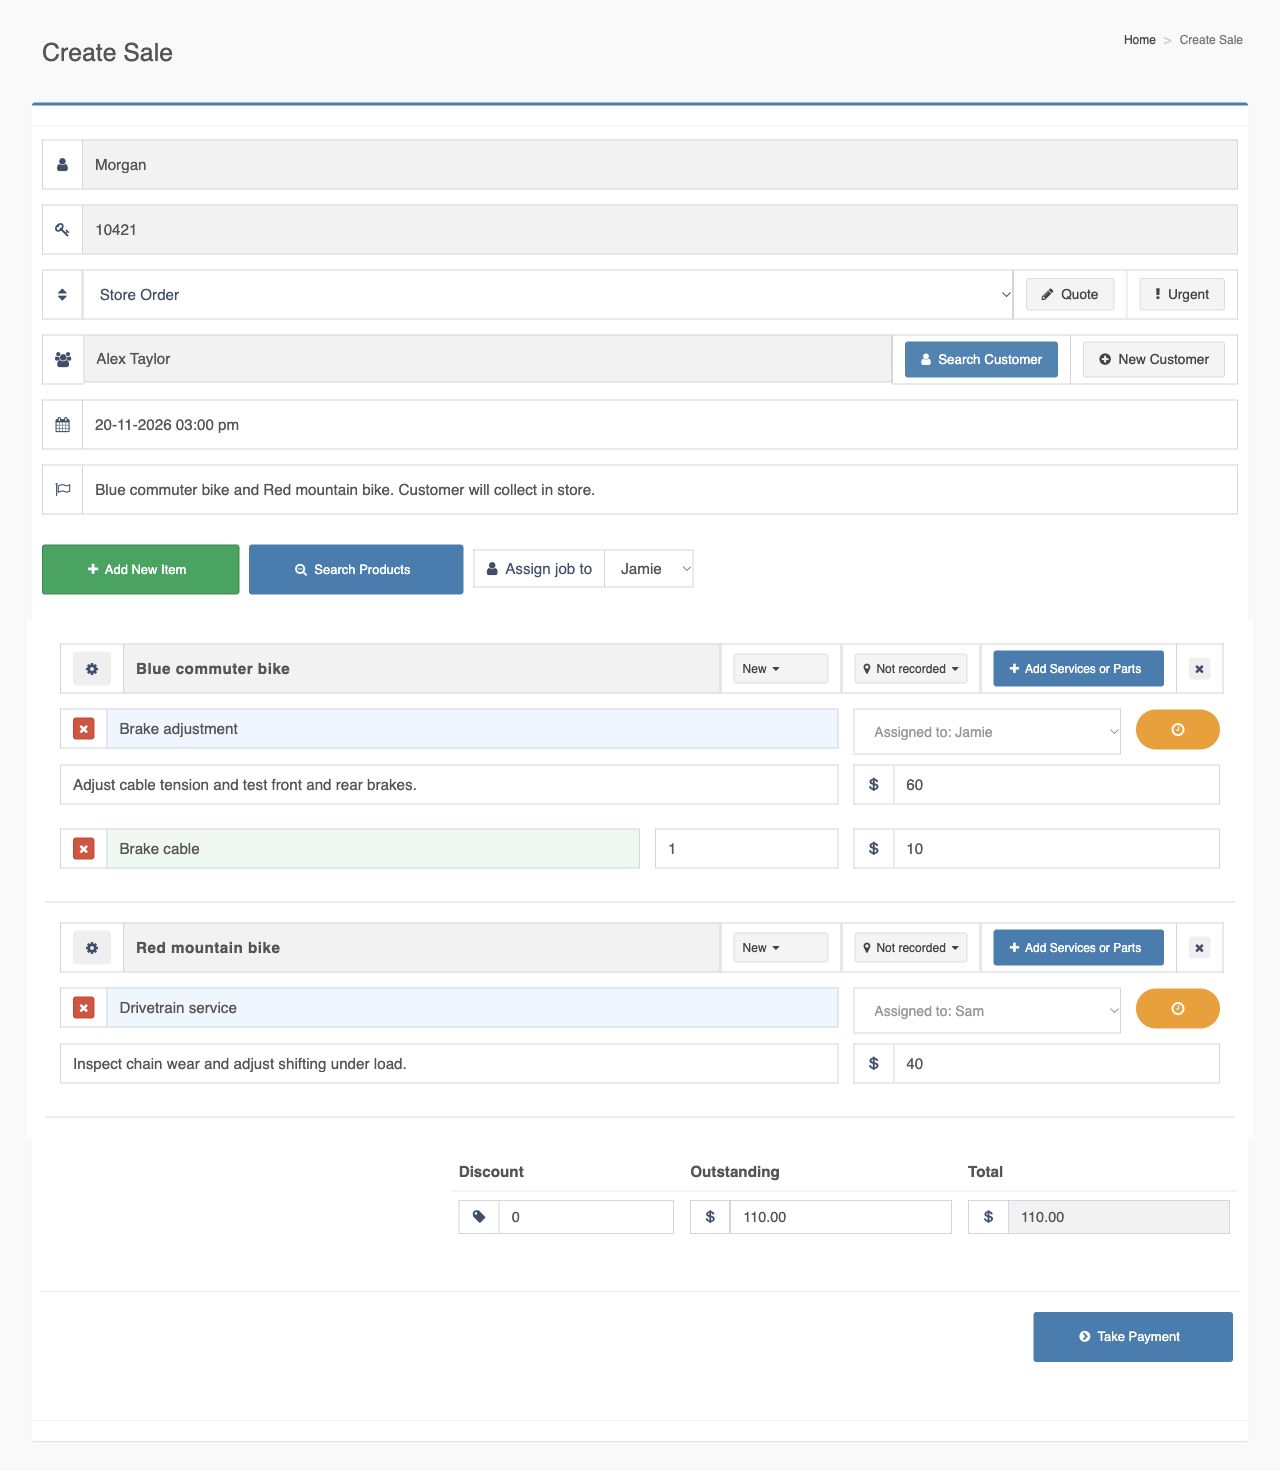 Create Sale
Home > Create Sale
Morgan
10421
Store Order Quote Urgent
Alex Taylor Search Customer New Customer
20-11-2026 03:00 pm
Blue commuter bike and Red mountain bike. Customer will collect in store.
Add New Item Search Products Assign job to Jamie
Blue commuter bike New Not recorded Add Services or Parts
Brake adjustment Assigned to: Jamie
Adjust cable tension and test front and rear brakes. $ 60
Brake cable 1 $ 10
Red mountain bike New Not recorded Add Services or Parts
Drivetrain service Assigned to: Sam
Inspect chain wear and adjust shifting under load. $ 40
Discount Outstanding Total
0 $ 110.00 $ 110.00
Take Payment